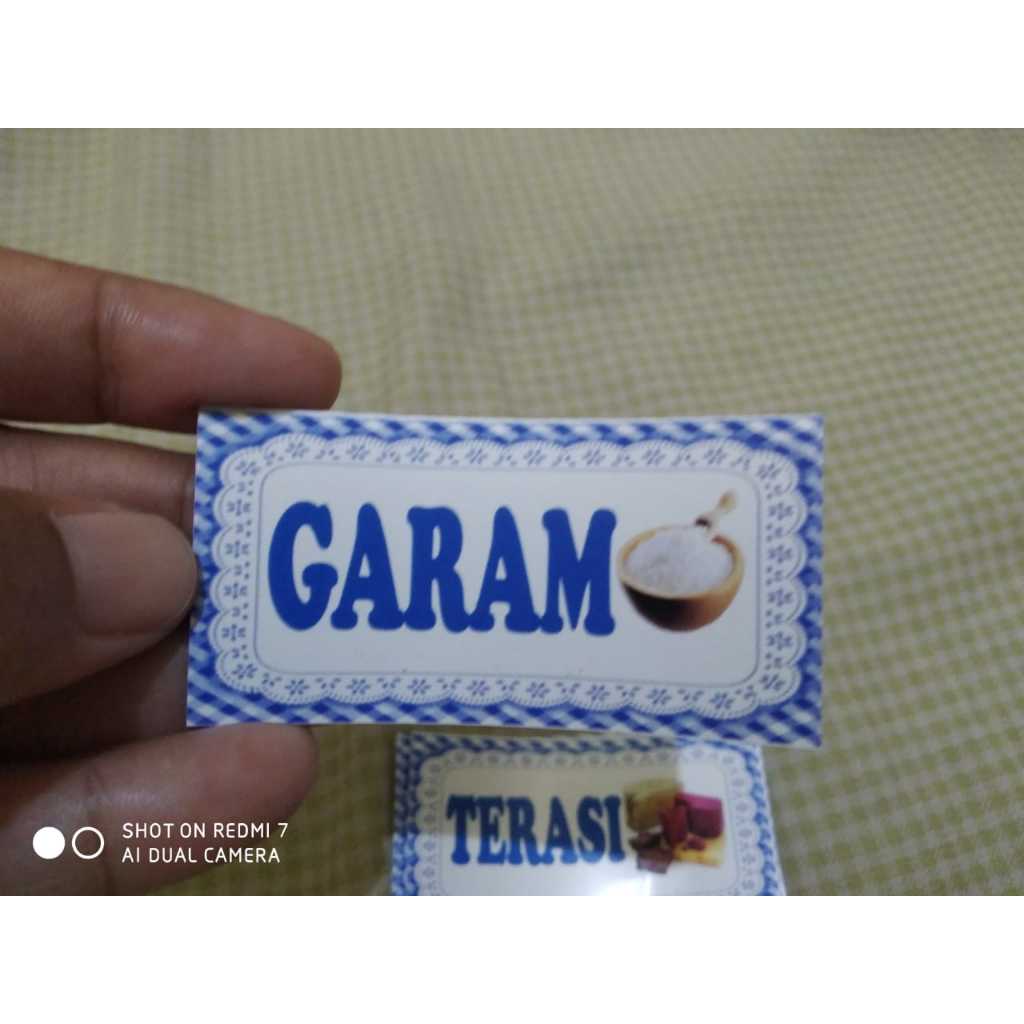 GARAM
TERASI
SHOT ON REDMI 7
AI DUAL CAMERA